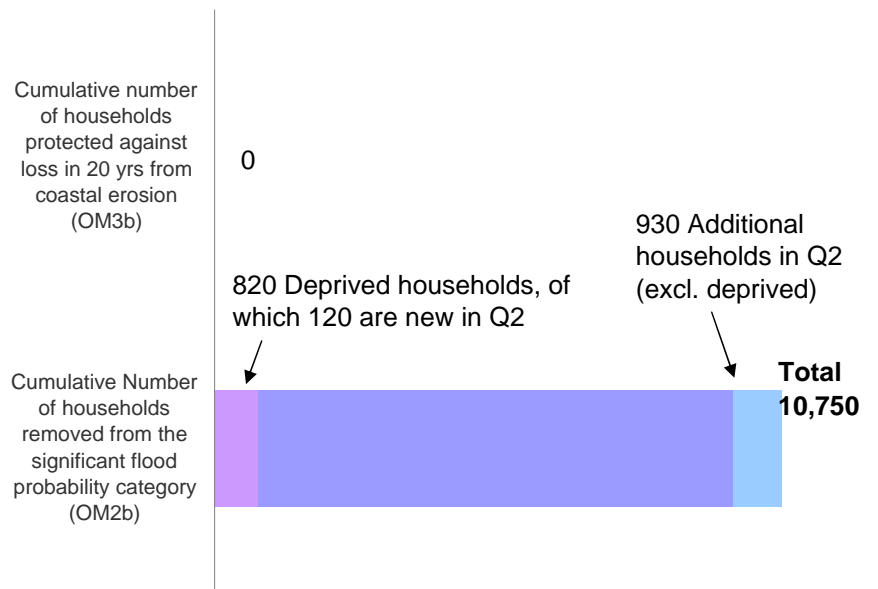 Cumulative number
of households
protected against
loss in 20 yrs from
coastal erosion
(OM3b)
0
930 Additional
households in Q2
(excl. deprived)
820 Deprived households, of
which 120 are new in Q2
Cumulative Number
of households
removed from the
significant flood
probability category
(OM2b)
Total
10,750